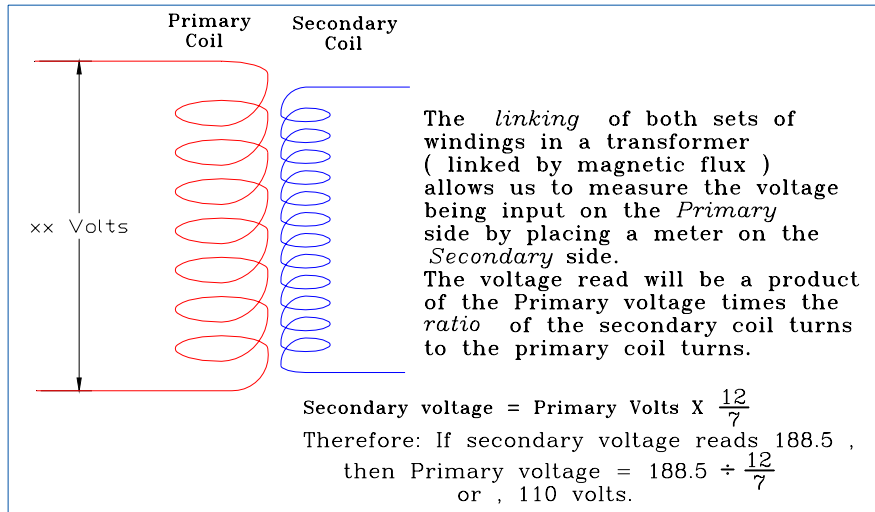 Primary
Coil
Secondary
Coil
xx Volts
The linking of both sets of
windings in a transformer
( linked by magnetic flux )
allows us to measure the voltage
being input on the Primary
side by placing a meter on the
Secondary side.
The voltage read will be a product
of the Primary voltage times the
ratio of the secondary coil turns
to the primary coil turns.
Secondary voltage = Primary Volts X 12/7
Therefore: If secondary voltage reads 188.5 ,
then Primary voltage = 188.5 ÷ 12/7
or , 110 volts.